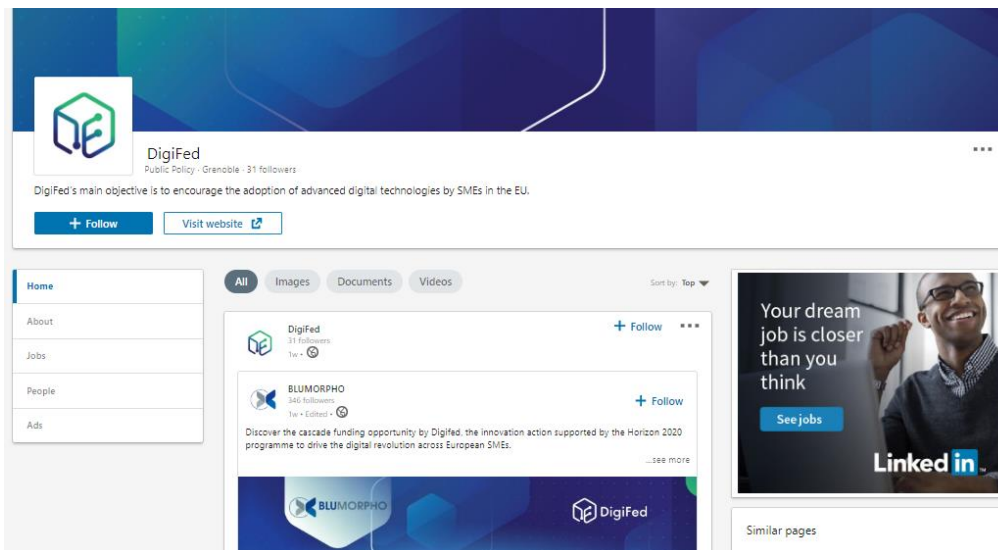 DigiFed
Public Policy · Grenoble · 31 followers
DigiFed's main objective is to encourage the adoption of advanced digital technologies by SMEs in the EU.
+ Follow
Visit website
Home
About
Jobs
People
Ads
All
Images
Documents
Videos
Sort by: Top
DigiFed
31 followers
1w •
+ Follow
BLUMORPHO
346 followers
1w • Edited •
+ Follow
Discover the cascade funding opportunity by Digifed, the innovation action supported by the Horizon 2020
programme to drive the digital revolution across European SMEs.
...see more
BLUMORPHO
DigiFed
Your dream
job is closer
than you
think
See jobs
Linked in
Similar pages